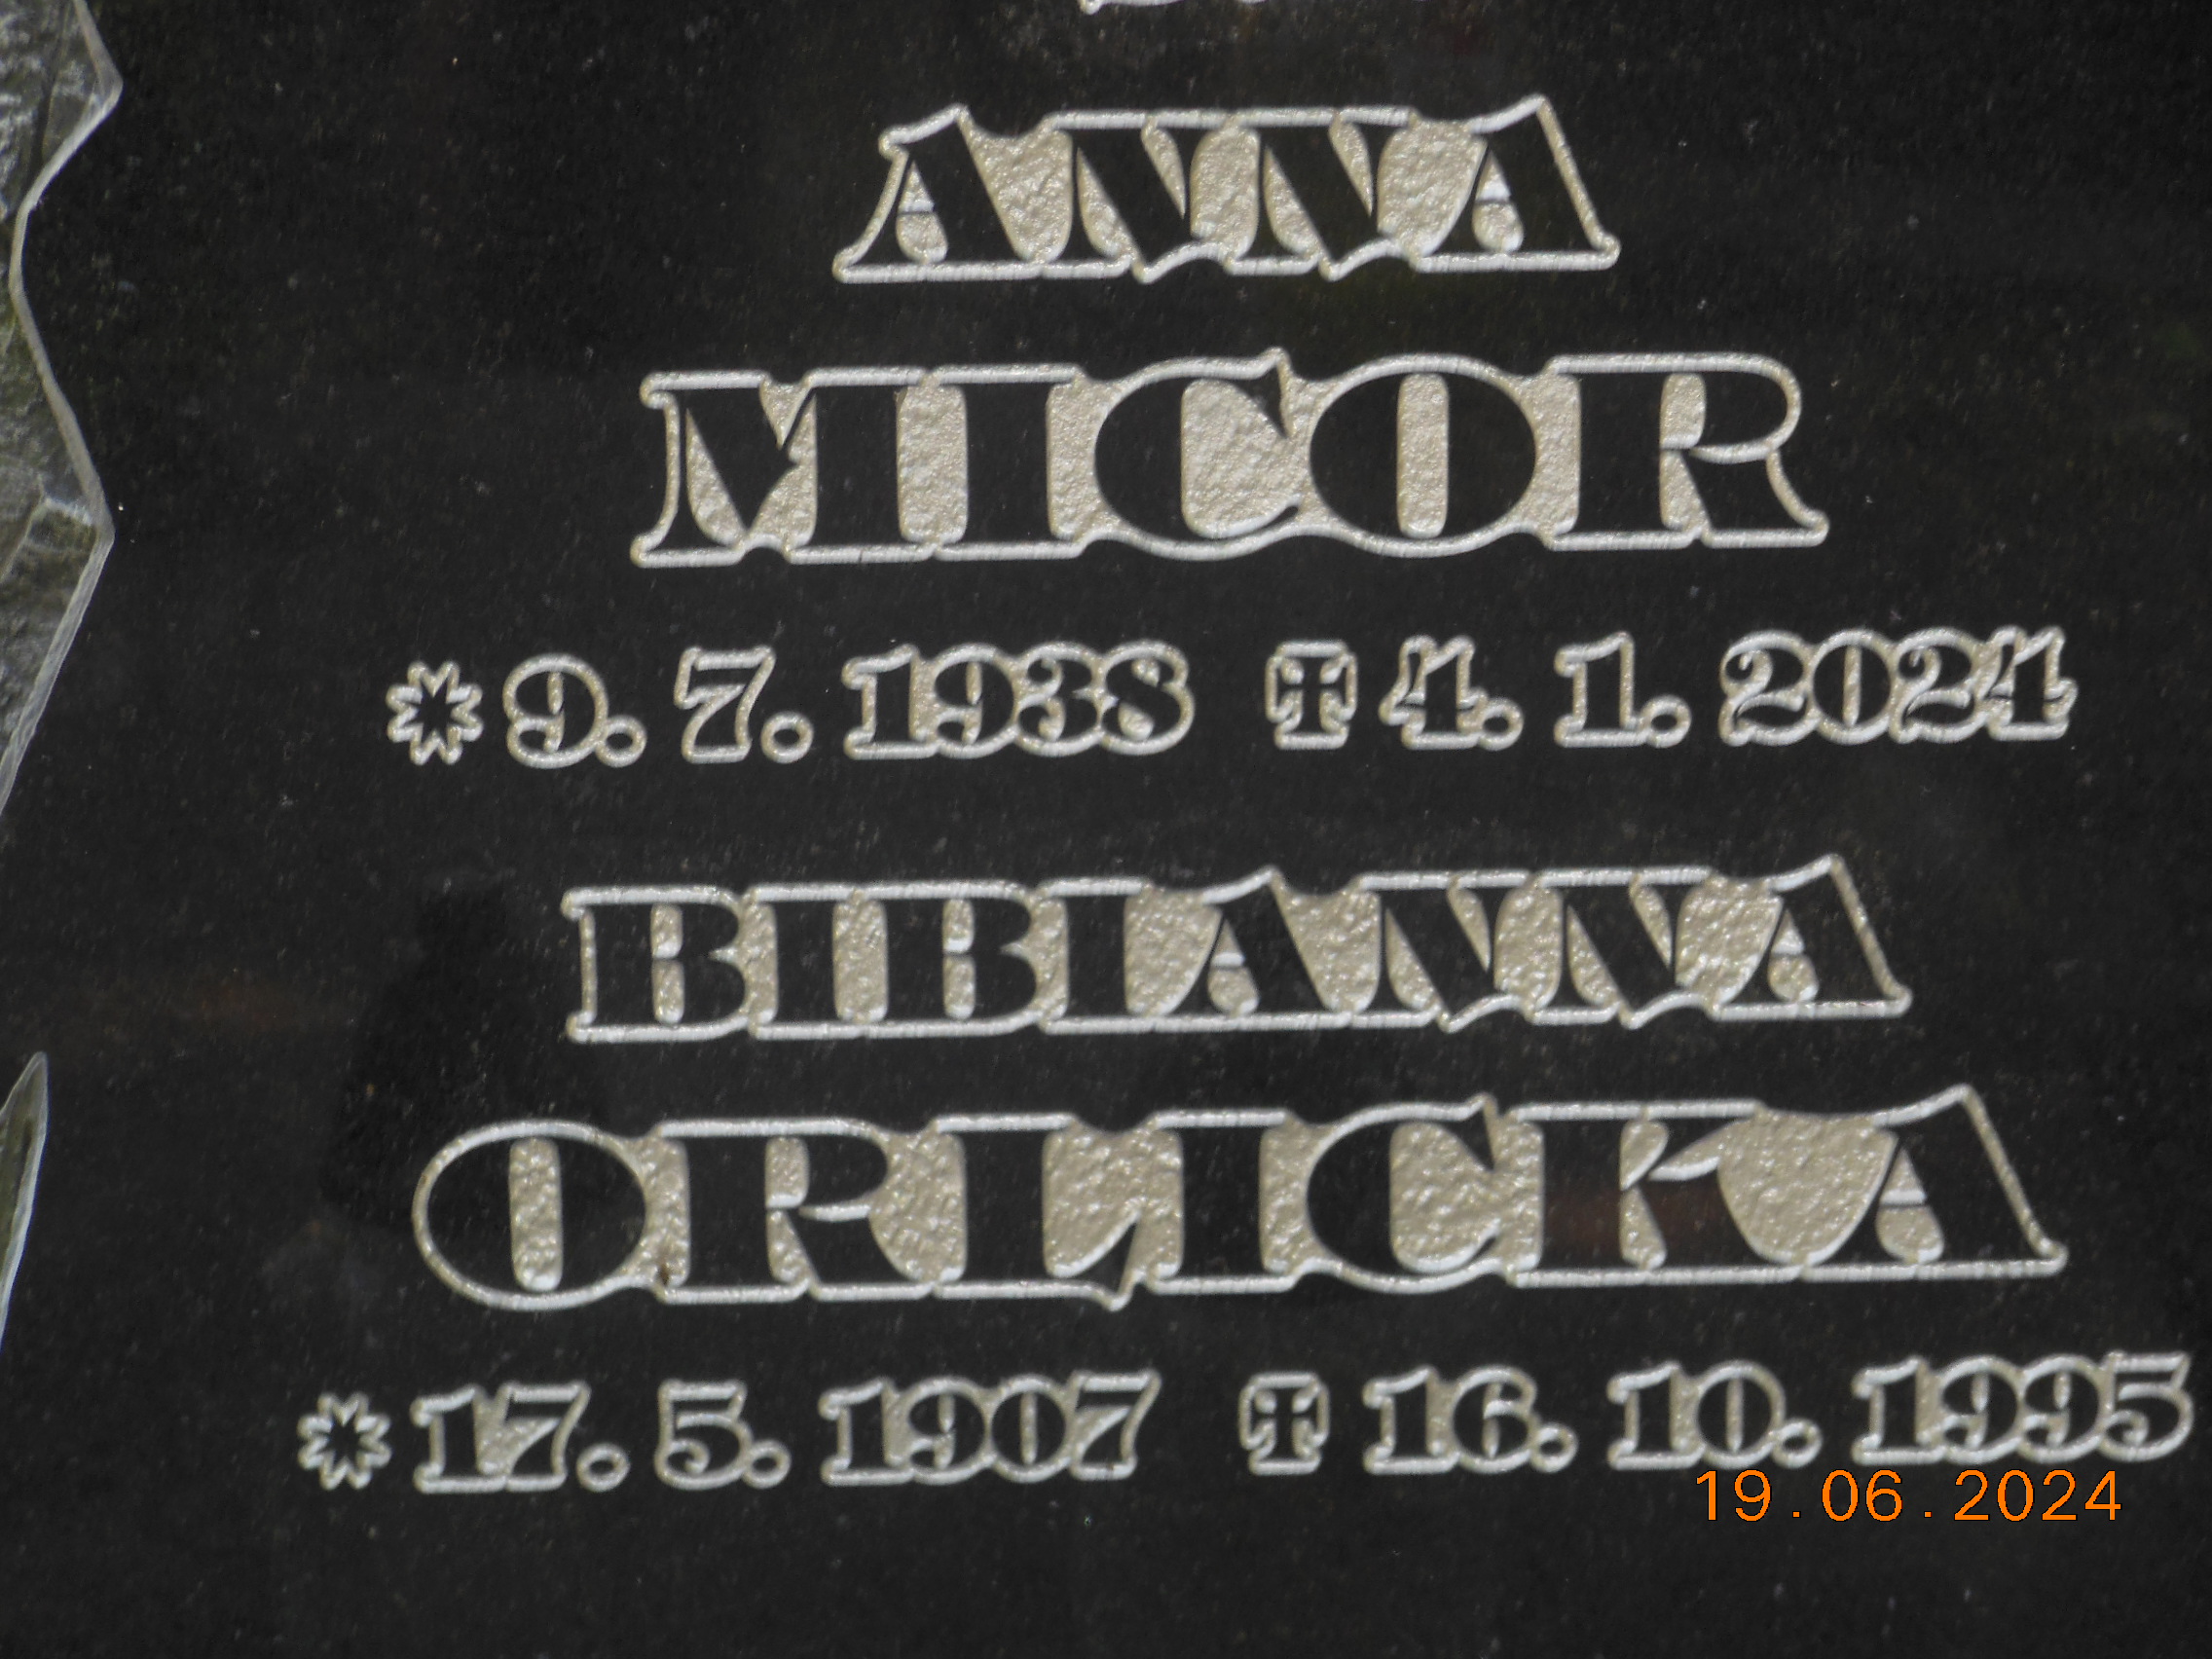 ANNA
MICOR
* 9. 7. 1938 ✝ 4. 1. 2024
BIBIANNA
ORLICKA
* 17. 5. 1907 ✝ 16. 10. 1995
19.06.2024